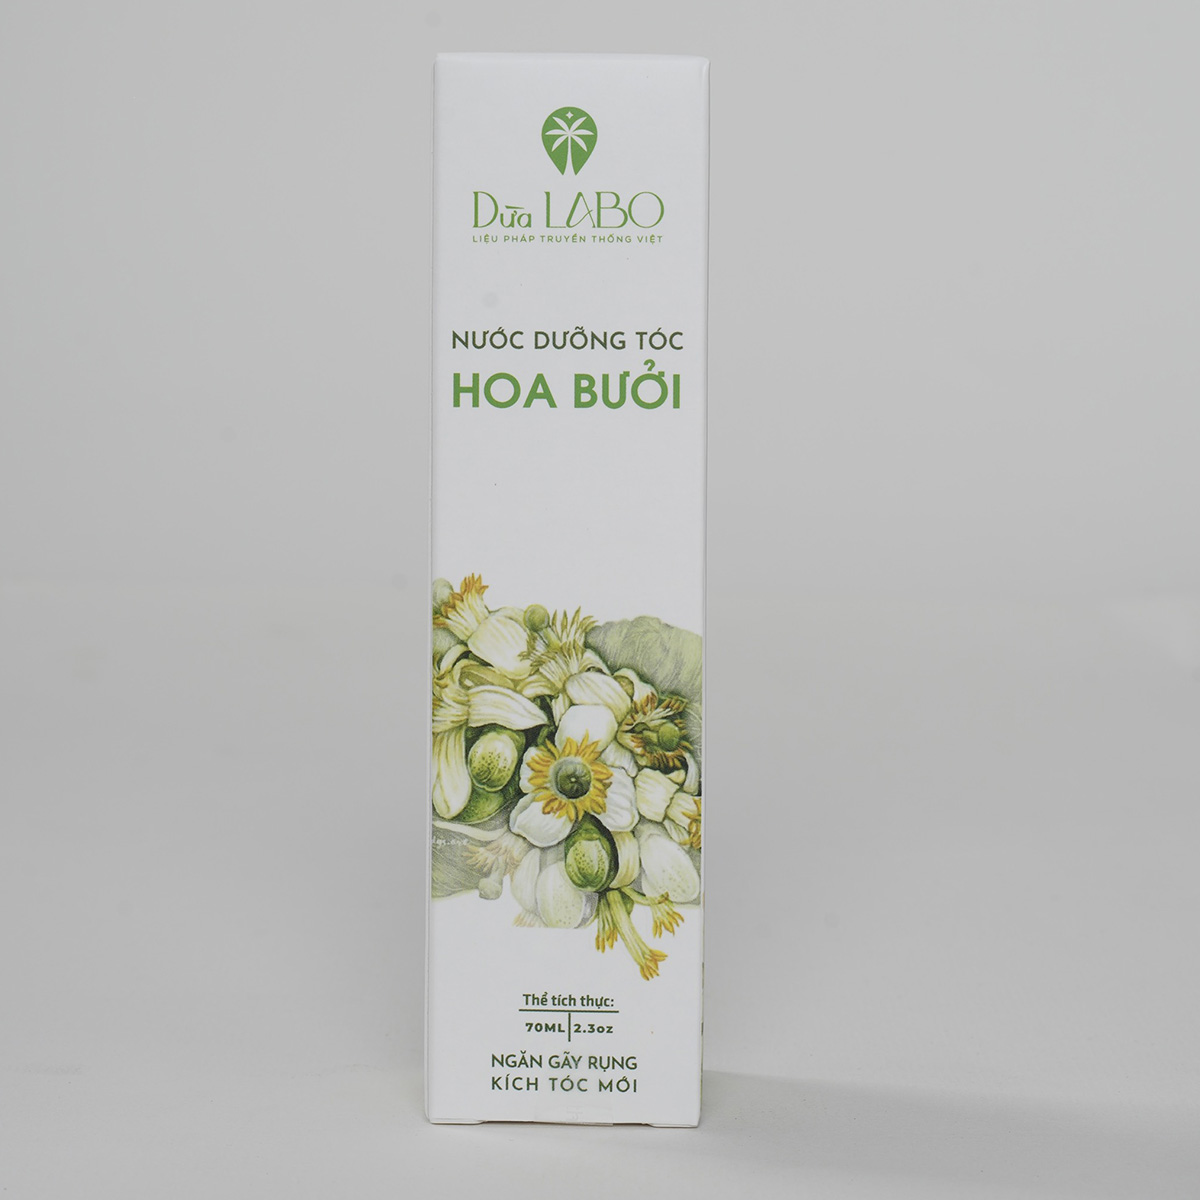 Dừa LABO
LIỆU PHÁP TRUYỀN THỐNG VIỆT
NƯỚC DƯỠNG TÓC
HOA BƯỞI
Thể tích thực:
70ML 2.3oz
NGĂN GÃY RỤNG
KÍCH TÓC MỚI